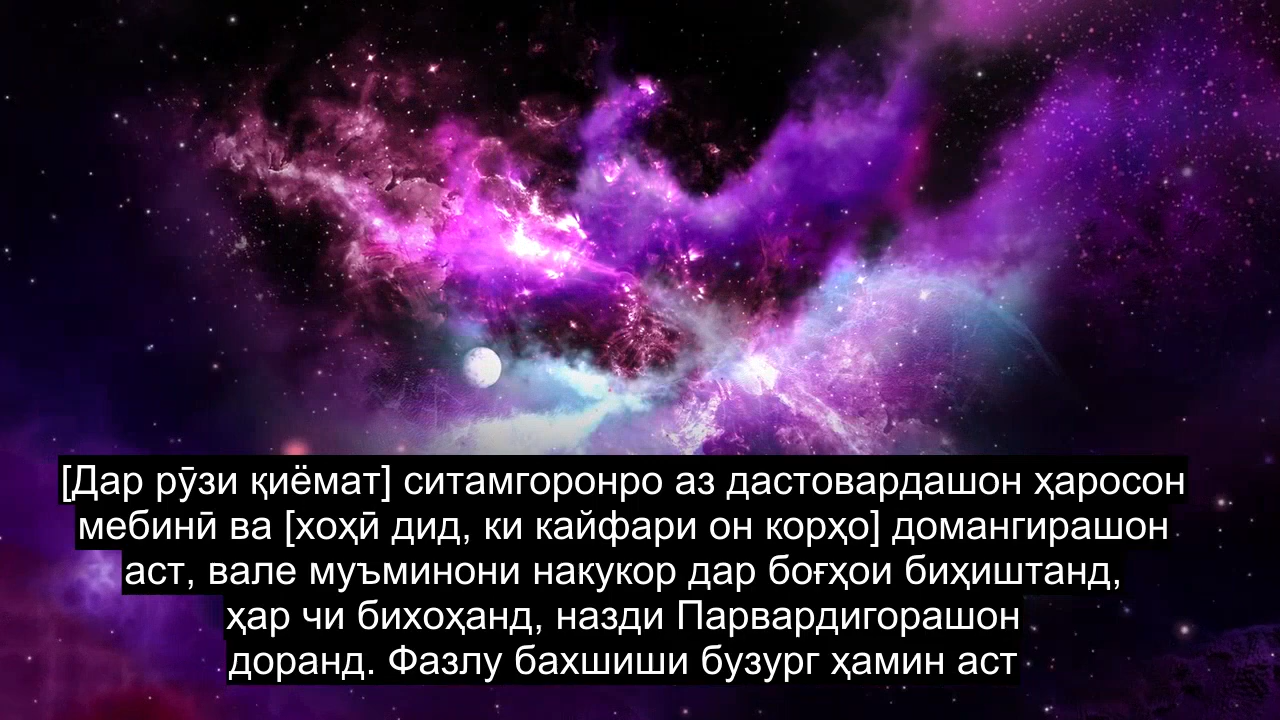 [Дар рӯзи қиёмат] ситамгоронро аз дастовардашон ҳаросон
мебинӣ ва [хоҳӣ дид, ки кайфари он корҳо] домангирашон
аст, вале муъминони накукор дар боғҳои биҳиштанд,
ҳар чи бихоҳанд, назди Парвардигорашон
доранд. Фазлу бахшиши бузург ҳамин аст